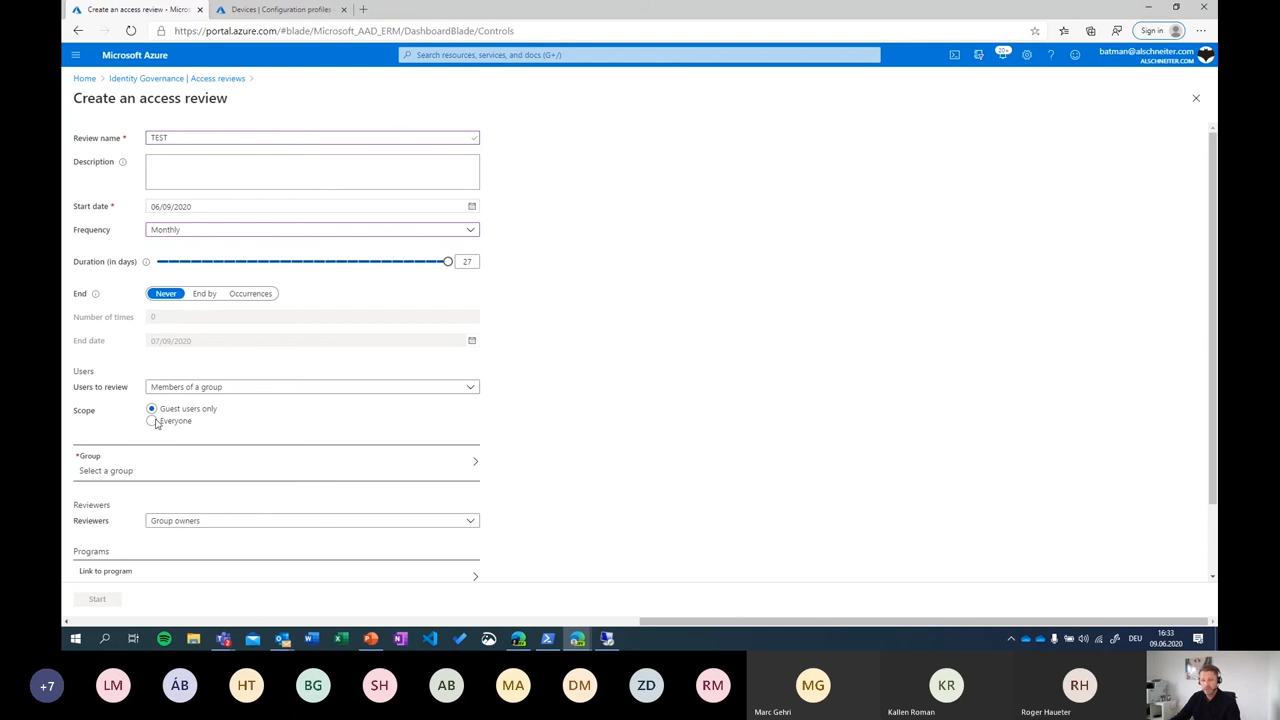 Create an access review - Micros
Devices | Configuration profiles -
https://portal.azure.com/#blade/Microsoft_AAD_ERM/DashboardBlade/Controls
Sign in
Microsoft Azure
Search resources, services, and docs (G+/)
20+
batman@alschneiter.com
ALSCHNEITER.COM
Home > Identity Governance | Access reviews >
Create an access review
Review name *
TEST
Description
Start date *
06/09/2020
Frequency
Monthly
Duration (in days)
27
End
Never
End by
Occurrences
Number of times
0
End date
07/09/2020
Users
Users to review
Members of a group
Scope
Guest users only
Everyone
*Group
Select a group
Reviewers
Reviewers
Group owners
Programs
Link to program
Start
DEU
16:33
09.06.2020
+7
LM
ÁB
HT
BG
SH
AB
MA
DM
ZD
RM
MG
KR
RH
Marc Gehri
Kallen Roman
Roger Haueter